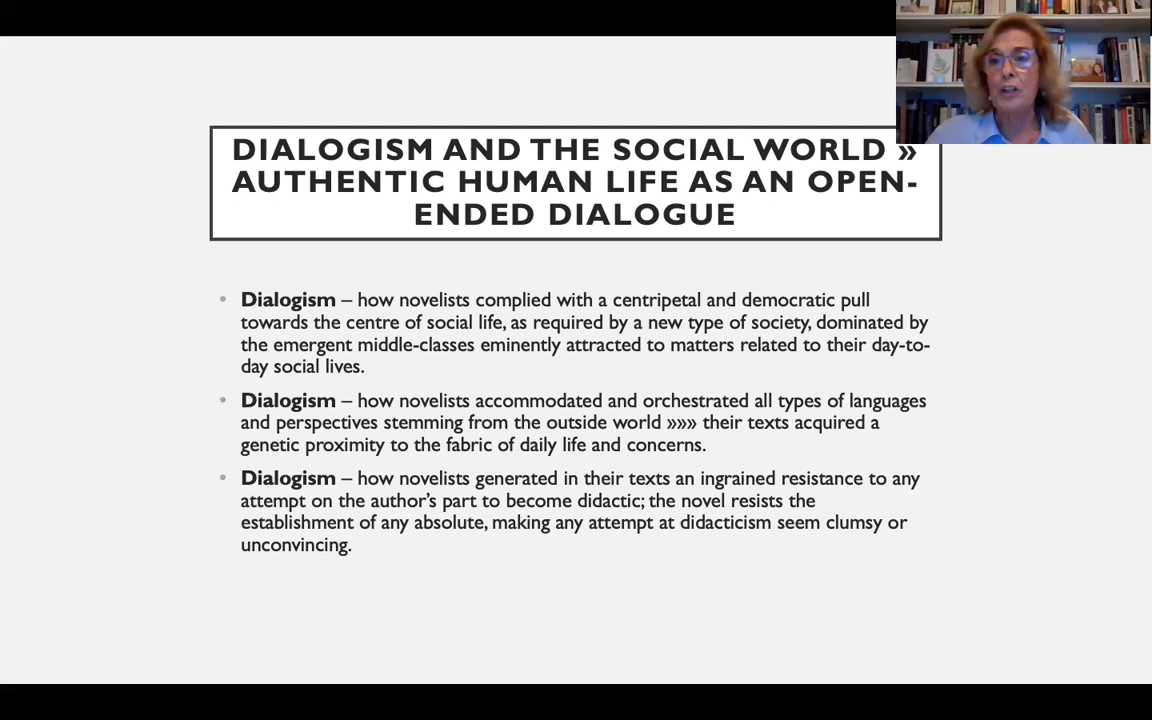 DIALOGISM AND THE SOCIAL WORLD »
AUTHENTIC HUMAN LIFE AS AN OPEN-
ENDED DIALOGUE
• Dialogism – how novelists complied with a centripetal and democratic pull
towards the centre of social life, as required by a new type of society, dominated by
the emergent middle-classes eminently attracted to matters related to their day-to-
day social lives.
• Dialogism – how novelists accommodated and orchestrated all types of languages
and perspectives stemming from the outside world »»» their texts acquired a
genetic proximity to the fabric of daily life and concerns.
• Dialogism – how novelists generated in their texts an ingrained resistance to any
attempt on the author's part to become didactic; the novel resists the
establishment of any absolute, making any attempt at didacticism seem clumsy or
unconvincing.